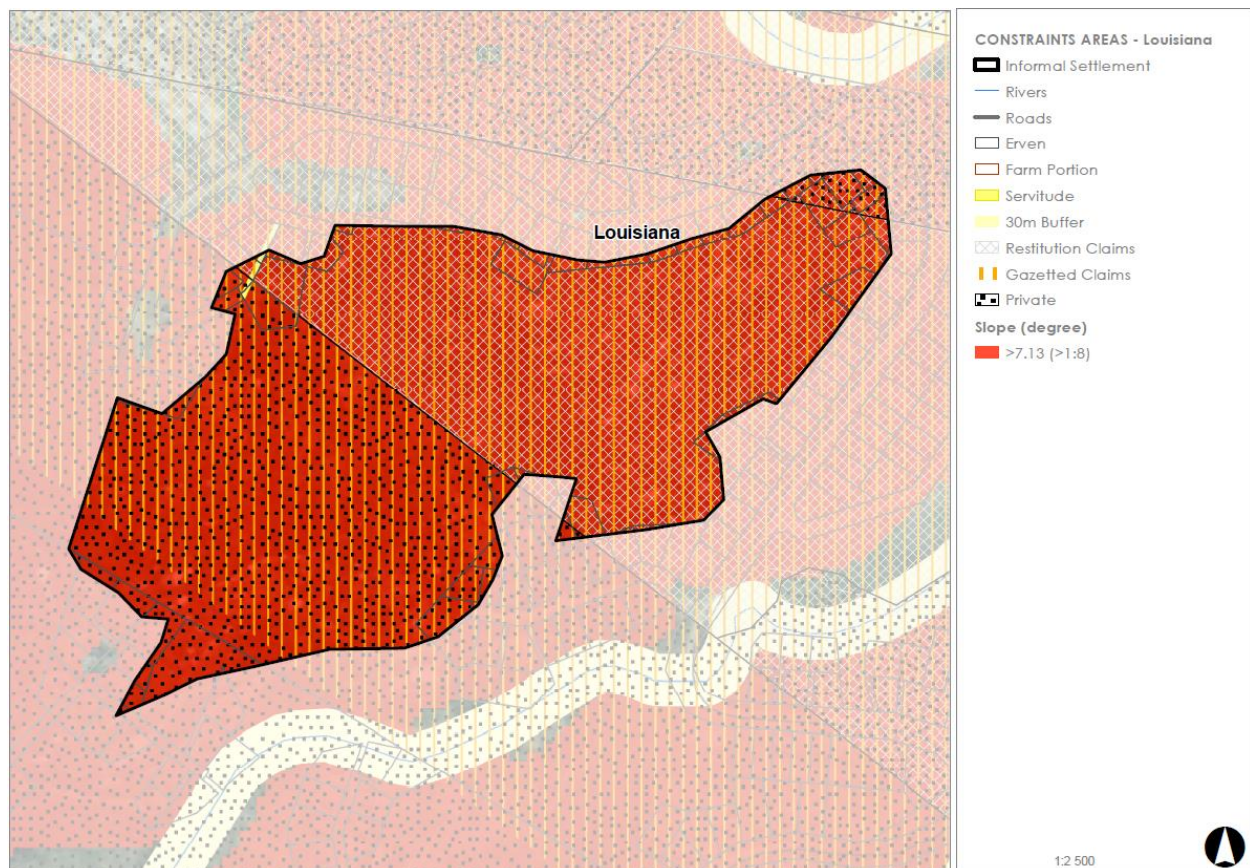 Louisiana
CONSTRAINTS AREAS - Louisiana
Informal Settlement
Rivers
Roads
Erven
Farm Portion
Servitude
30m Buffer
Restitution Claims
Gazetted Claims
Private
Slope (degree)
>7.13 (>1:8)
1:2 500